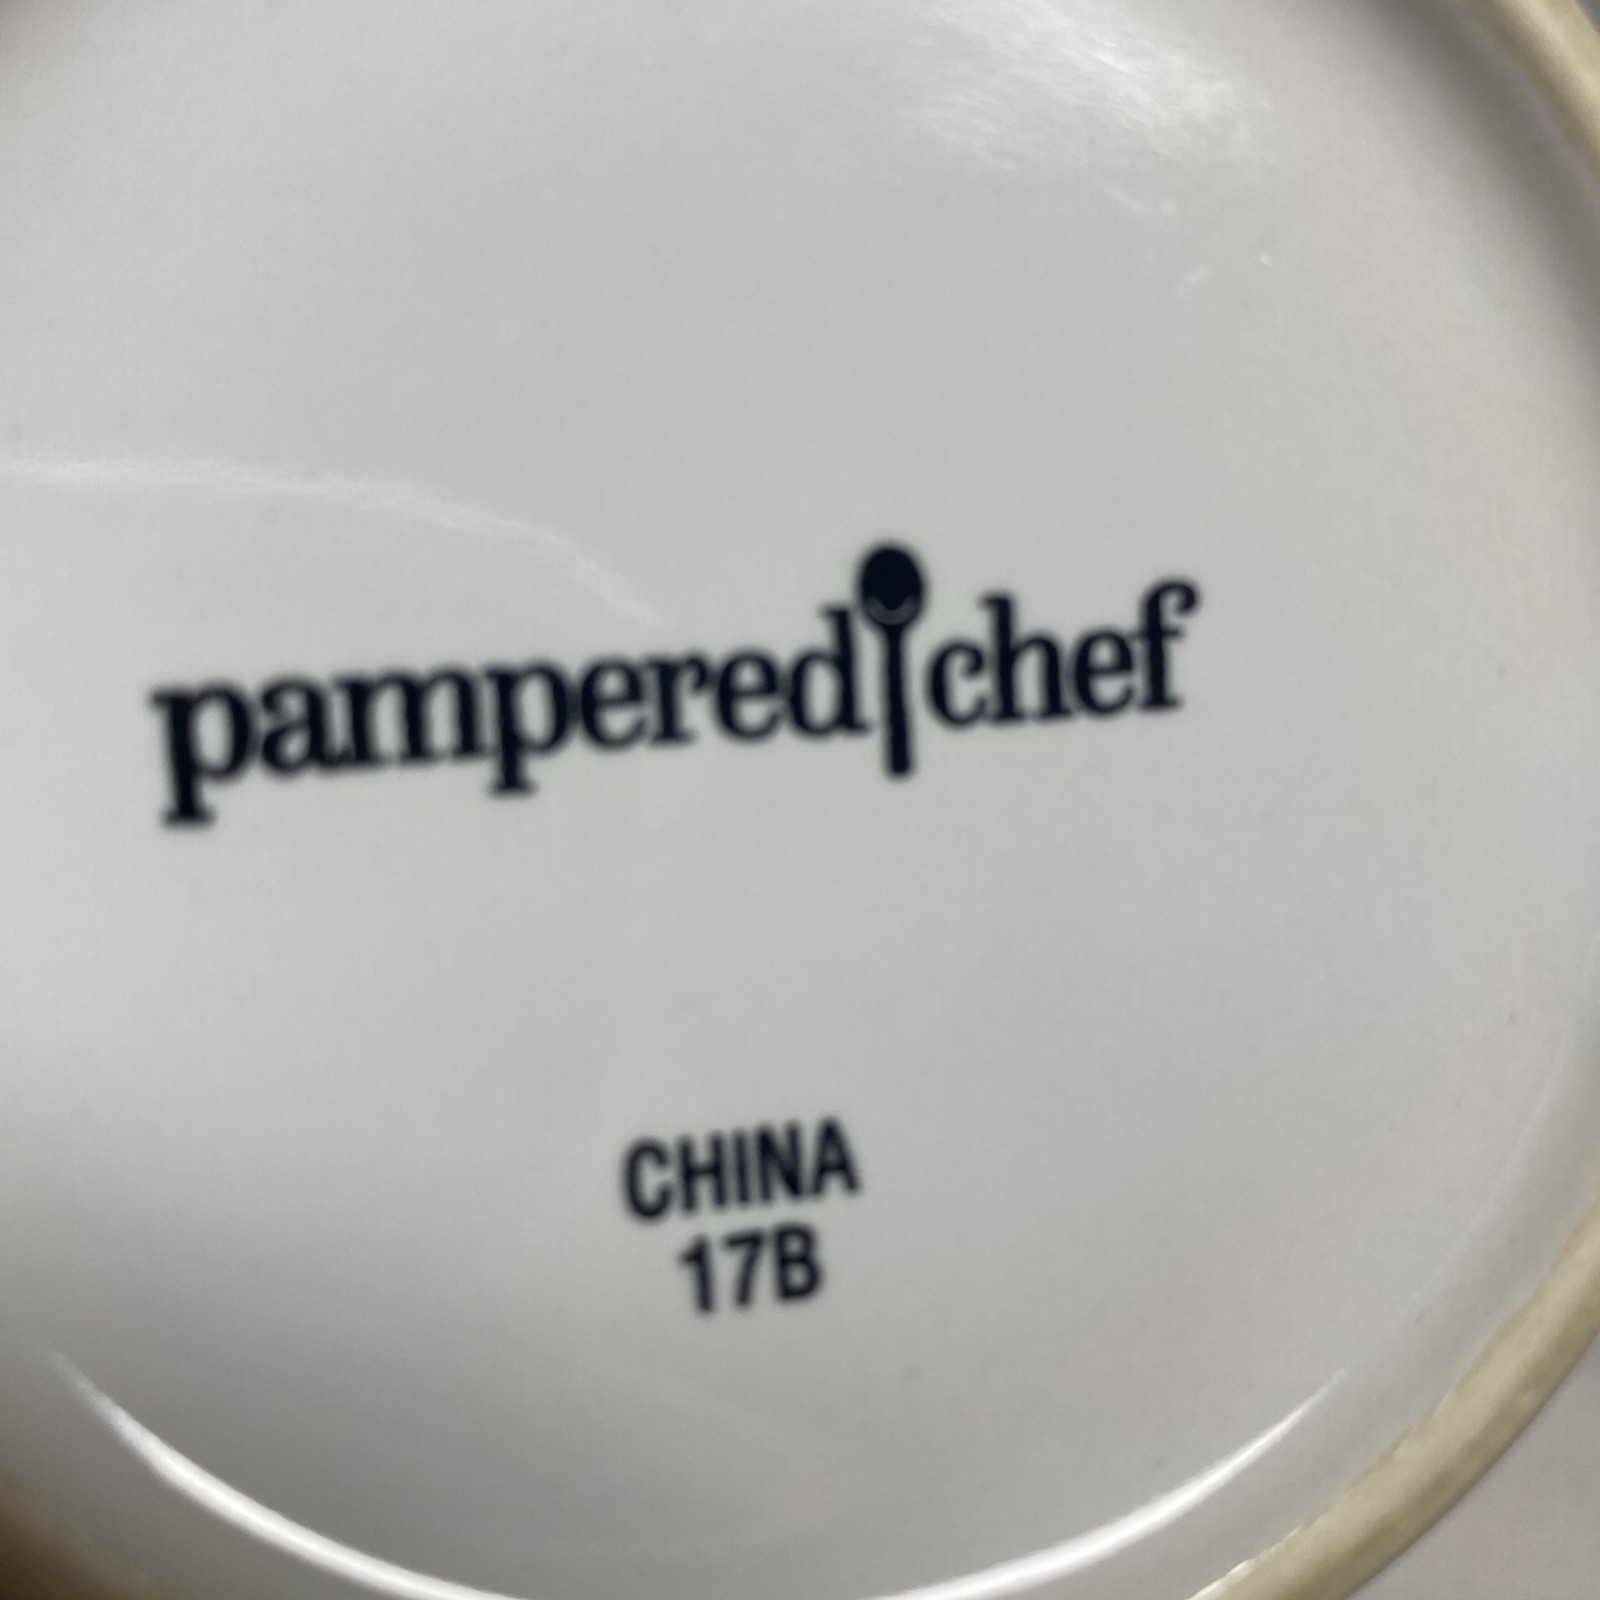 pampered chef
CHINA
17B